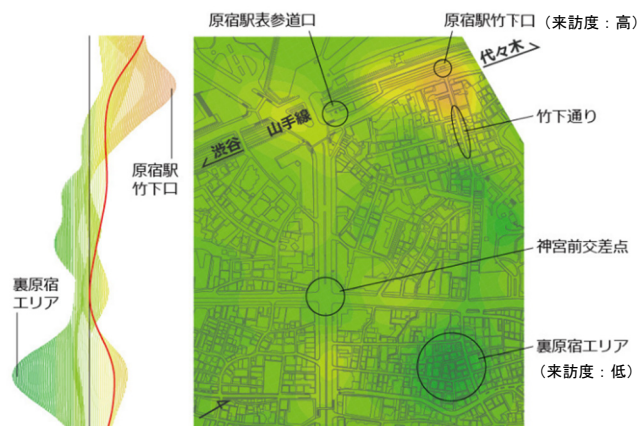 原宿駅表参道口
原宿駅竹下口（来訪度：高）
代々木
山手線
渋谷
竹下通り
原宿駅
竹下口
神宮前交差点
裏原宿
エリア
裏原宿エリア
（来訪度：低）